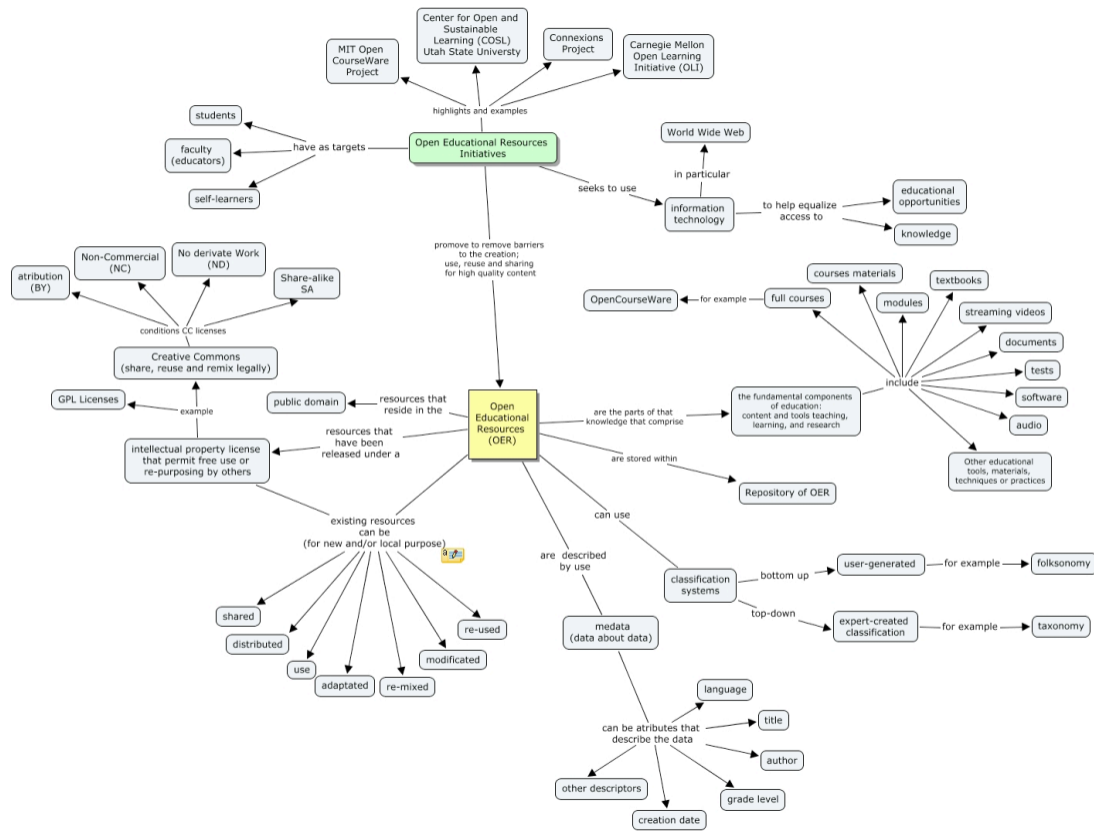 Center for Open and
Sustainable
Learning (COSL)
Utah State Universty
MIT Open
CourseWare
Project
Connexions
Project
Carnegie Mellon
Open Learning
Initiative (OLI)
highlights and examples
Open Educational Resources
Initiatives
have as targets
students
faculty
(educators)
self-learners
seeks to use
World Wide Web
in particular
information
technology
to help equalize
access to
educational
opportunities
knowledge
promove to remove barriers
to the creation;
use, reuse and sharing
for high quality content
atribution
(BY)
Non-Commercial
(NC)
No derivate Work
(ND)
Share-alike
SA
conditions CC licenses
Creative Commons
(share, reuse and remix legally)
GPL Licenses
example
intellectual property license
that permit free use or
re-purposing by others
public domain
resources that
reside in the
resources that
have been
released under a
Open
Educational
Resources
(OER)
are the parts of that
knowledge that comprise
the fundamental components
of education:
content and tools teaching,
learning, and research
include
OpenCourseWare
for example
full courses
courses materials
modules
textbooks
streaming videos
documents
tests
software
audio
Other educational
tools, materials,
techniques or practices
are stored within
Repository of OER
can use
classification
systems
bottom up
user-generated
for example
folksonomy
top-down
expert-created
classification
for example
taxonomy
are described
by use
medata
(data about data)
can be atributes that
describe the data
language
title
author
grade level
creation date
other descriptors
existing resources
can be
(for new and/or local purpose)
a
shared
distributed
use
adaptated
re-mixed
modificated
re-used